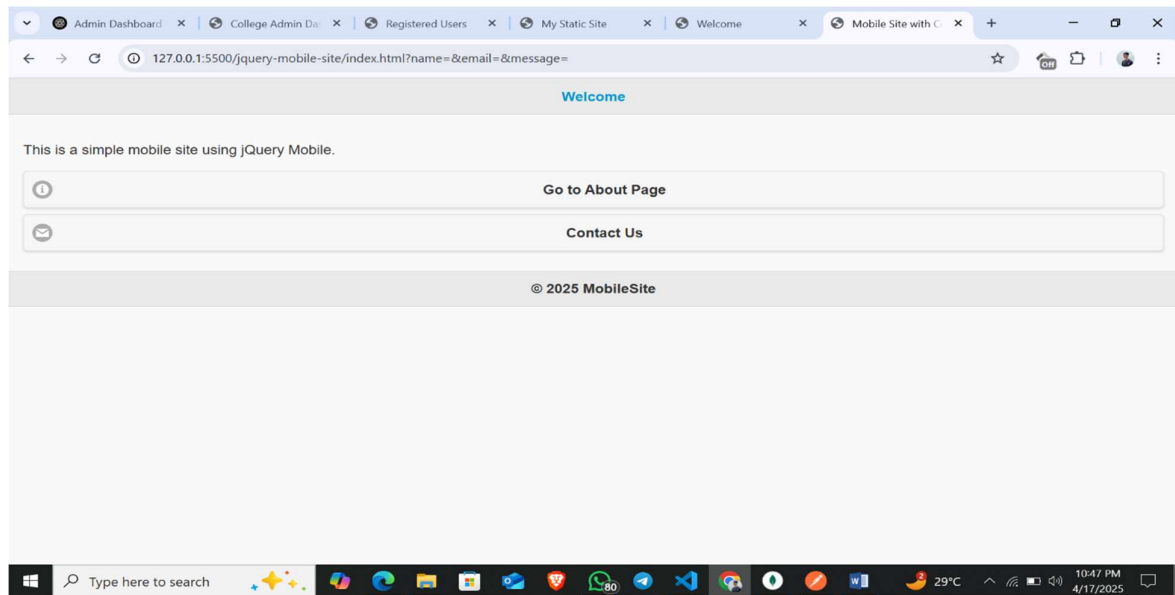 Admin Dashboard
College Admin Da
Registered Users
My Static Site
Welcome
Mobile Site with C
127.0.0.1:5500/jquery-mobile-site/index.html?name=&email=&message=
Off
Welcome
This is a simple mobile site using jQuery Mobile.
Go to About Page
Contact Us
© 2025 MobileSite
Type here to search
80
2
29°C
10:47 PM
4/17/2025